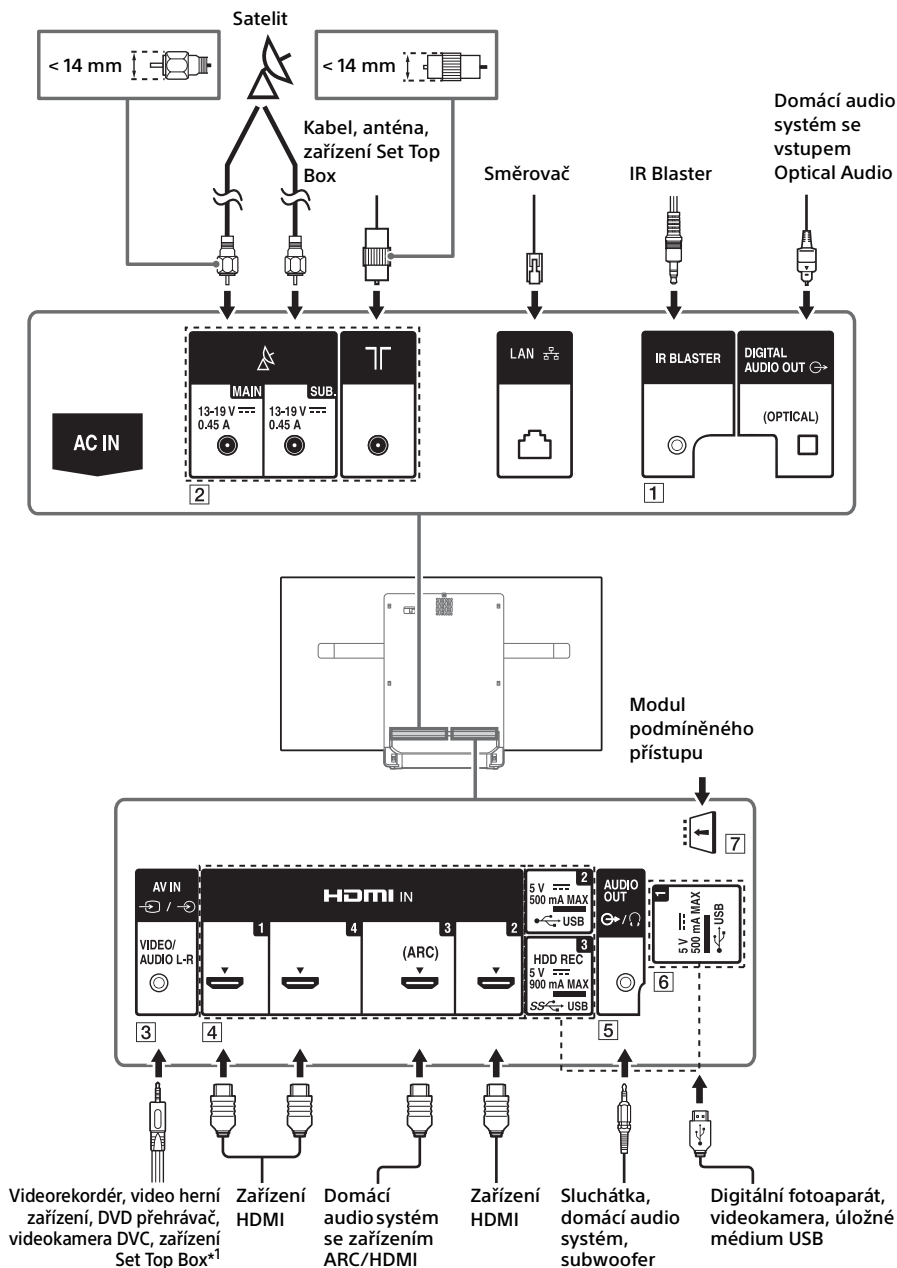 Satelit
< 14 mm
< 14 mm
Kabel, anténa,
zařízení Set Top
Box
Směrovač
IR Blaster
Domácí audio
systém se
vstupem
Optical Audio
AC IN
MAIN
13-19 V
0.45 A
SUB.
13-19 V
0.45 A
2
LAN
IR BLASTER
1
DIGITAL
AUDIO OUT
(OPTICAL)
Modul
podmíněného
přístupu
7
AV IN
/
VIDEO/
AUDIO L-R
3
HDMI IN
1
4
3
(ARC)
2
4
2
5 V
500 mA MAX
USB
3
HDD REC
5 V
900 mA MAX
SS USB
AUDIO
OUT
/
5
1
5 V
500 mA MAX
USB
6
Videorekordér, video herní
zařízení, DVD přehrávač,
videokamera DVC, zařízení
Set Top Box*1
Zařízení
HDMI
Domácí
audio systém
se zařízením
ARC/HDMI
Zařízení
HDMI
Sluchátka,
domácí audio
systém,
subwoofer
Digitální fotoaparát,
videokamera, úložné
médium USB